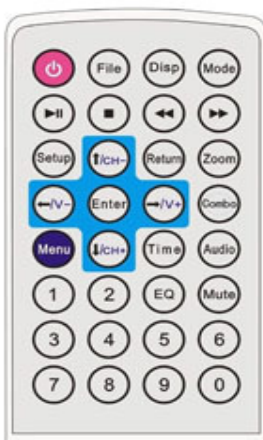 File Disp Mode
Setup ↑/CH- Return Zoom
←/V- Enter →/V+ Combo
Menu ↓/CH+ Time Audio
1 2 EQ Mute
3 4 5 6
7 8 9 0